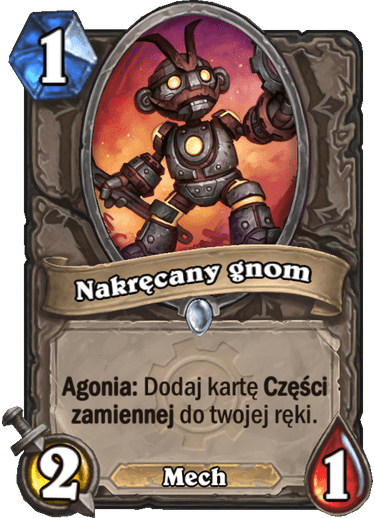 1
Nakręcany gnom
Agonia: Dodaj kartę Części
zamiennej do twojej ręki.
2
Mech
1